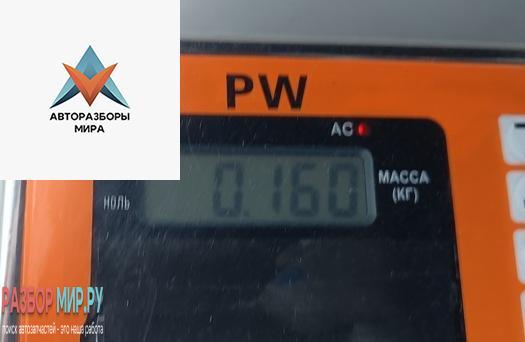 АВТОРАЗБОРЫ
МИРА
PW
AC
МАССА
(КГ)
0.160
НОЛЬ
РАЗБОР МИР.РУ
поиск автозапчастей - это наша работа